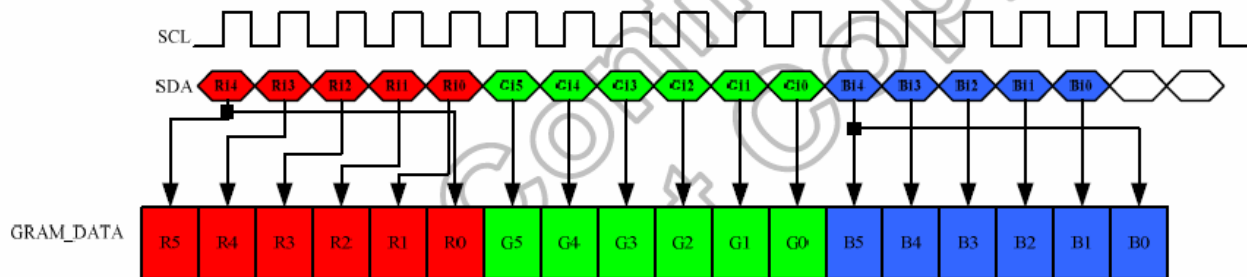 SCL
SDA R14 R13 R12 R11 R10 G15 G14 G13 G12 G11 G10 B14 B13 B12 B11 B10
GRAM_DATA R5 R4 R3 R2 R1 R0 G5 G4 G3 G2 G1 G0 B5 B4 B3 B2 B1 B0